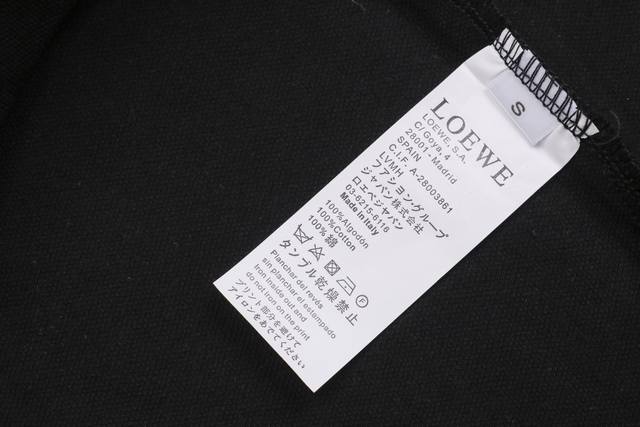 S
LOEWE
LOEWE, S.A.
C/ Goya, 4
28001 - Madrid
SPAIN
C.I.F. A-28003861
LVMH
ファショングループ
ジャパン株式会社
ロエベジャパン
03-6215-6116
Made in Italy
100%Algodón
100%Cotton
100%綿
F
タンブル乾燥禁止
Planchar del revés
sin planchar el estampado
Iron inside out and
do not iron on the print
プリント部分を避けて
アイロンをあててください